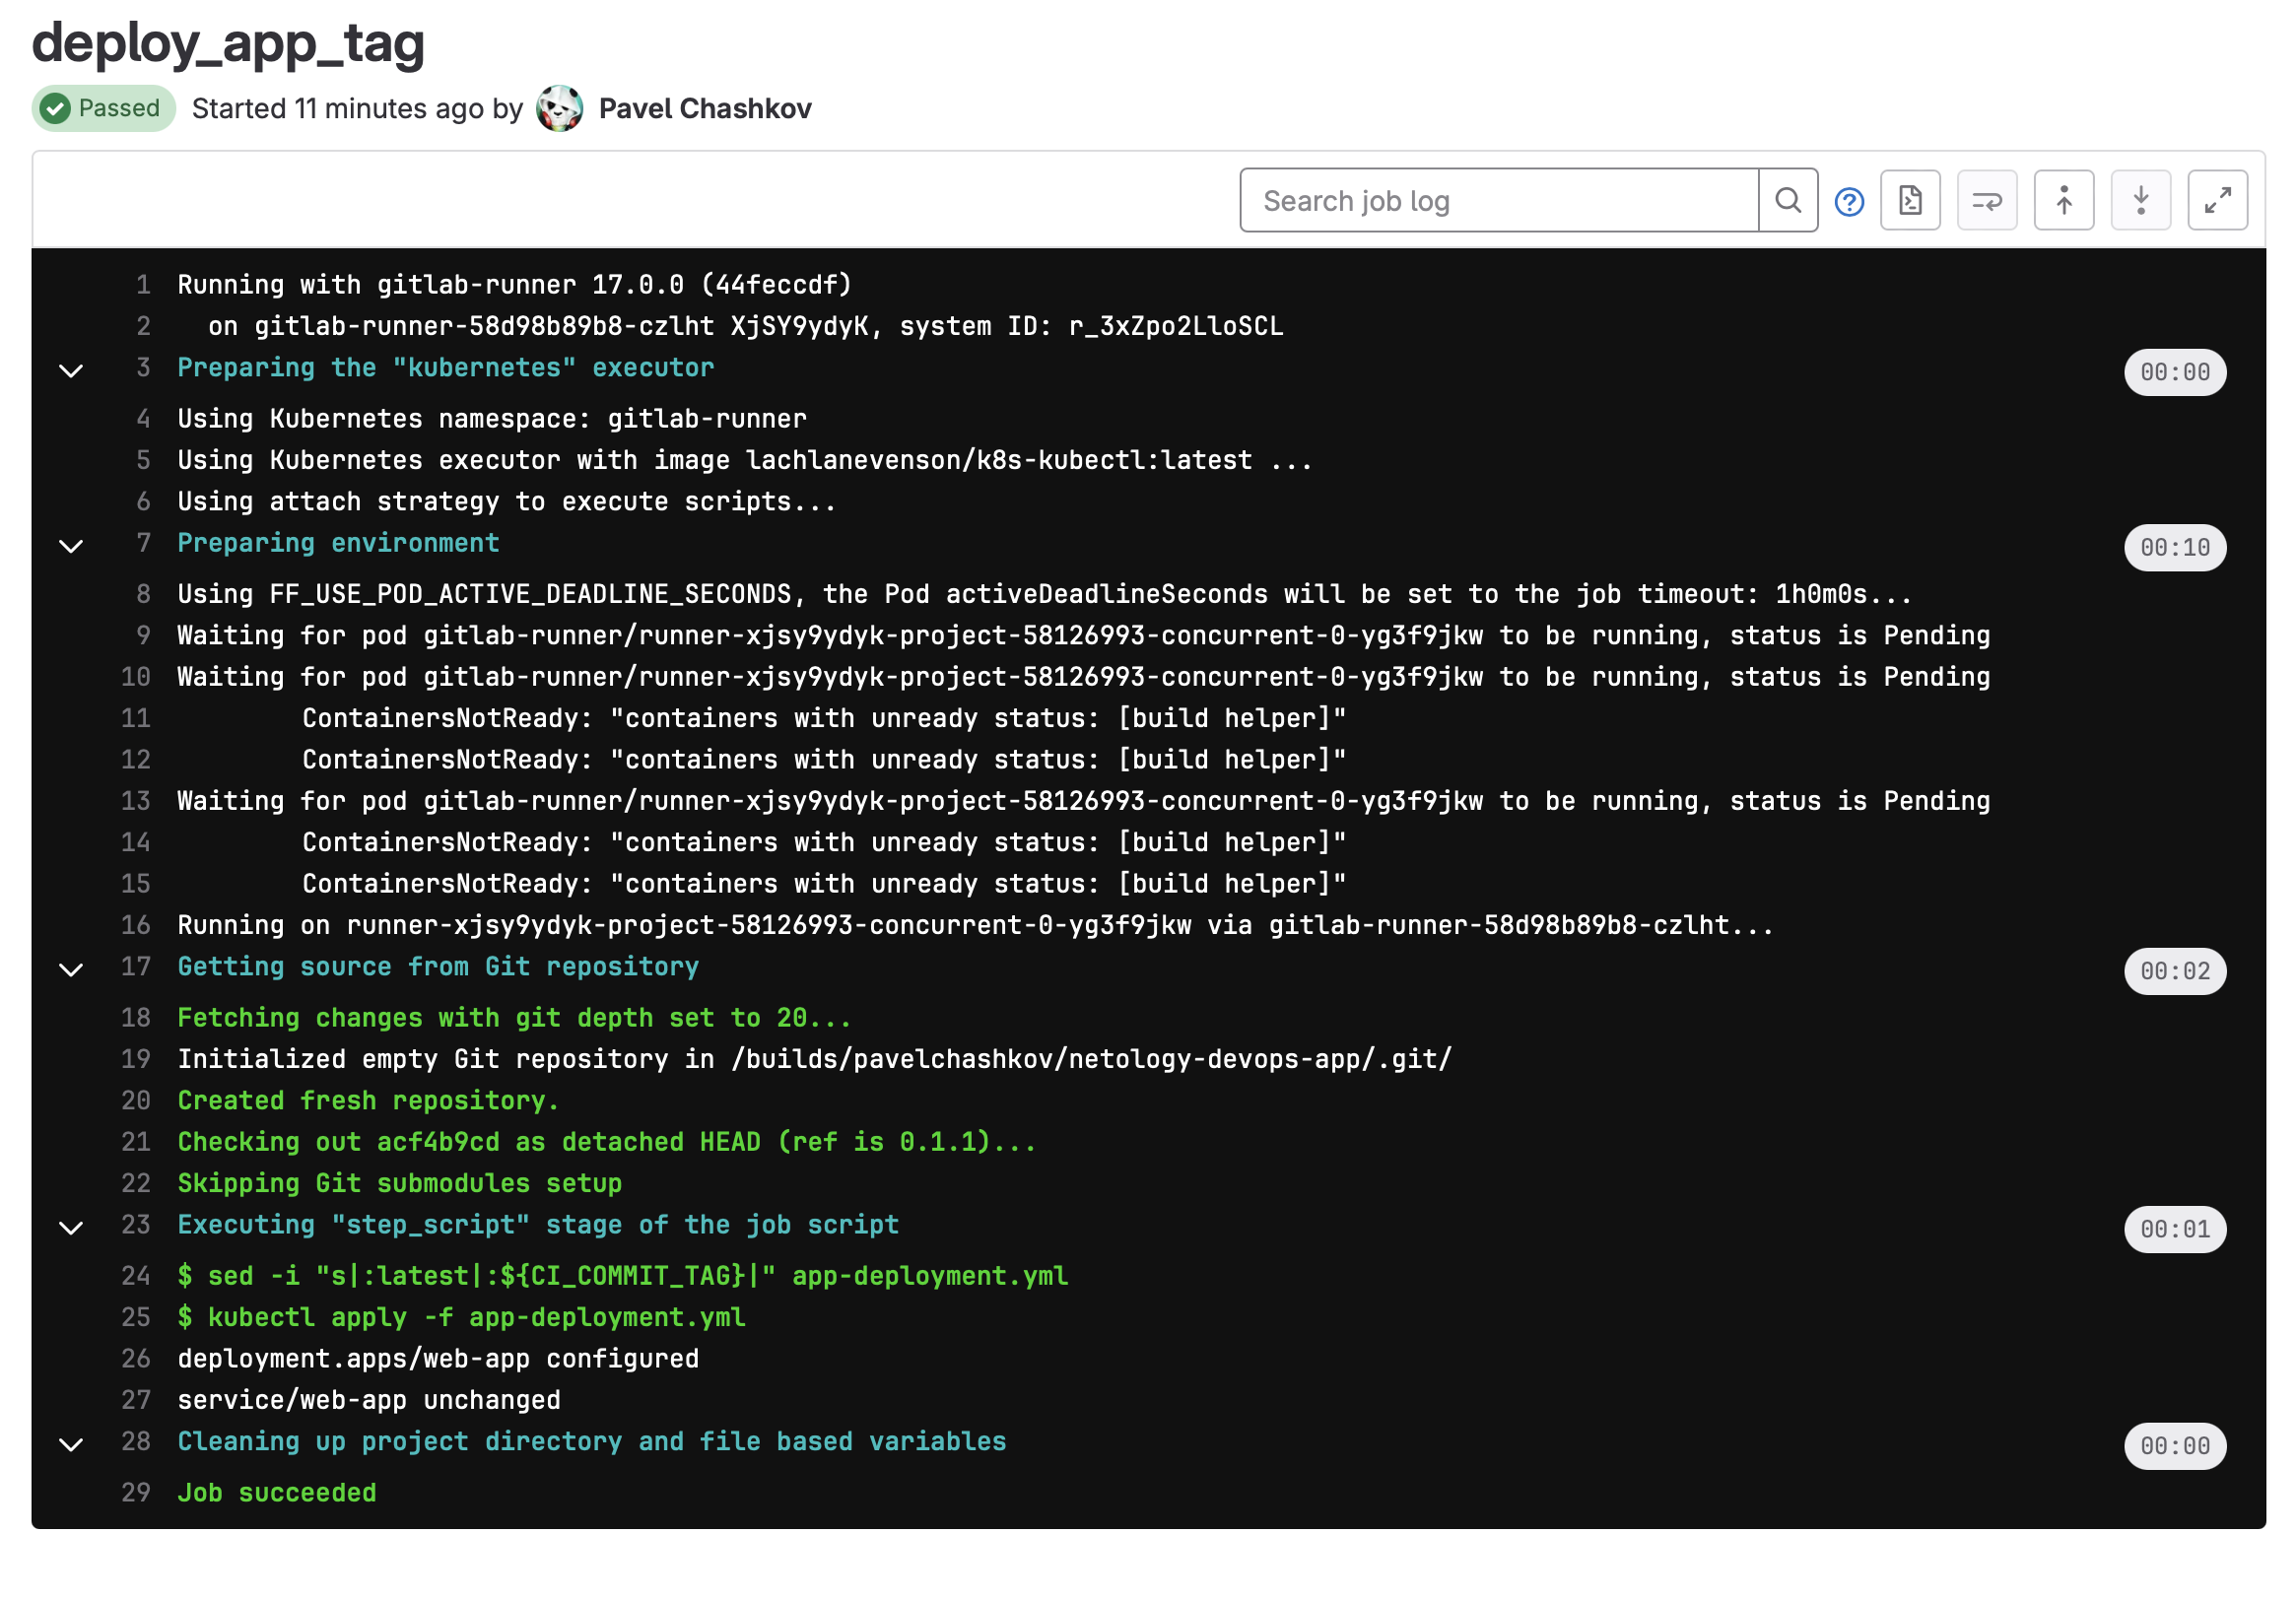 deploy_app_tag
Passed Started 11 minutes ago by Pavel Chashkov
Search job log
1 Running with gitlab-runner 17.0.0 (44feccdf)
2 on gitlab-runner-58d98b89b8-czlht XjSY9ydyK, system ID: r_3xZpo2LloSCL
3 Preparing the "kubernetes" executor 00:00
4 Using Kubernetes namespace: gitlab-runner
5 Using Kubernetes executor with image lachlanevenson/k8s-kubectl:latest ...
6 Using attach strategy to execute scripts...
7 Preparing environment 00:10
8 Using FF_USE_POD_ACTIVE_DEADLINE_SECONDS, the Pod activeDeadlineSeconds will be set to the job timeout: 1h0m0s...
9 Waiting for pod gitlab-runner/runner-xjsy9ydyk-project-58126993-concurrent-0-yg3f9jkw to be running, status is Pending
10 Waiting for pod gitlab-runner/runner-xjsy9ydyk-project-58126993-concurrent-0-yg3f9jkw to be running, status is Pending
11 ContainersNotReady: "containers with unready status: [build helper]"
12 ContainersNotReady: "containers with unready status: [build helper]"
13 Waiting for pod gitlab-runner/runner-xjsy9ydyk-project-58126993-concurrent-0-yg3f9jkw to be running, status is Pending
14 ContainersNotReady: "containers with unready status: [build helper]"
15 ContainersNotReady: "containers with unready status: [build helper]"
16 Running on runner-xjsy9ydyk-project-58126993-concurrent-0-yg3f9jkw via gitlab-runner-58d98b89b8-czlht...
17 Getting source from Git repository 00:02
18 Fetching changes with git depth set to 20...
19 Initialized empty Git repository in /builds/pavelchashkov/netology-devops-app/.git/
20 Created fresh repository.
21 Checking out acf4b9cd as detached HEAD (ref is 0.1.1)...
22 Skipping Git submodules setup
23 Executing "step_script" stage of the job script 00:01
24 $ sed -i "s|:latest|:${CI_COMMIT_TAG}|" app-deployment.yml
25 $ kubectl apply -f app-deployment.yml
26 deployment.apps/web-app configured
27 service/web-app unchanged
28 Cleaning up project directory and file based variables 00:00
29 Job succeeded